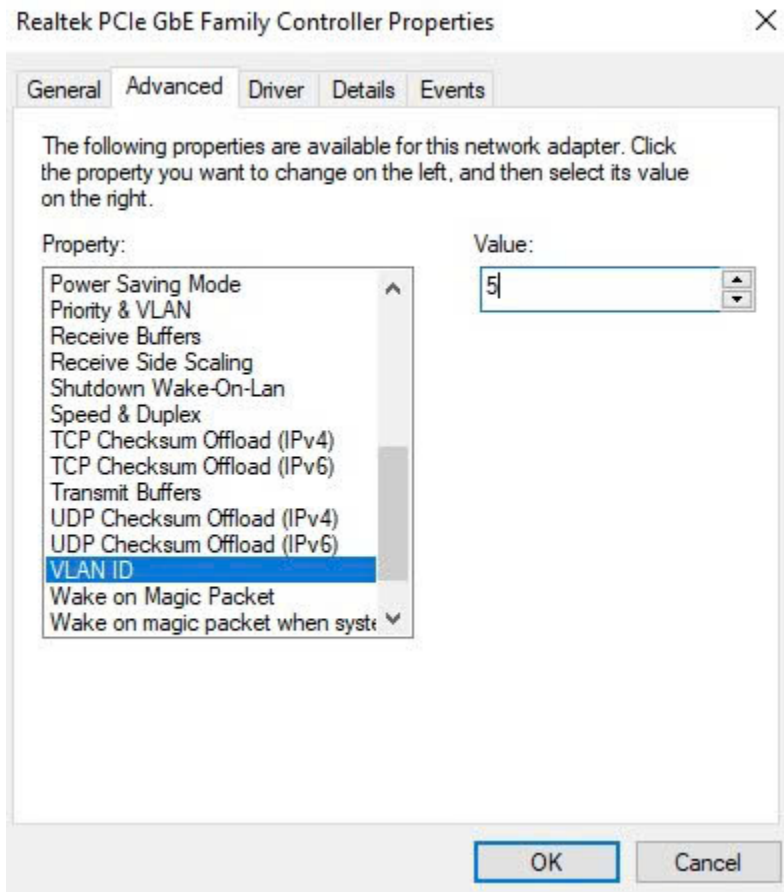 Realtek PCIe GbE Family Controller Properties
General Advanced Driver Details Events
The following properties are available for this network adapter. Click
the property you want to change on the left, and then select its value
on the right.
Property:
Value:
Power Saving Mode
Priority & VLAN
Receive Buffers
Receive Side Scaling
Shutdown Wake-On-Lan
Speed & Duplex
TCP Checksum Offload (IPv4)
TCP Checksum Offload (IPv6)
Transmit Buffers
UDP Checksum Offload (IPv4)
UDP Checksum Offload (IPv6)
VLAN ID
Wake on Magic Packet
Wake on magic packet when syste
5
OK
Cancel